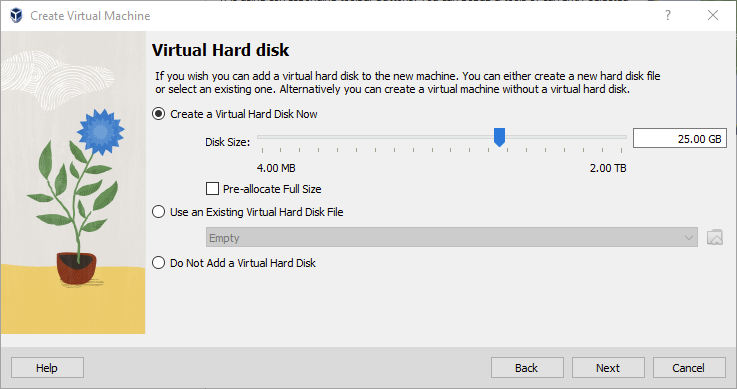 Create Virtual Machine
Virtual Hard disk
If you wish you can add a virtual hard disk to the new machine. You can either create a new hard disk file
or select an existing one. Alternatively you can create a virtual machine without a virtual hard disk.
Create a Virtual Hard Disk Now
Disk Size:
25.00 GB
4.00 MB
2.00 TB
Pre-allocate Full Size
Use an Existing Virtual Hard Disk File
Empty
Do Not Add a Virtual Hard Disk
Help
Back
Next
Cancel